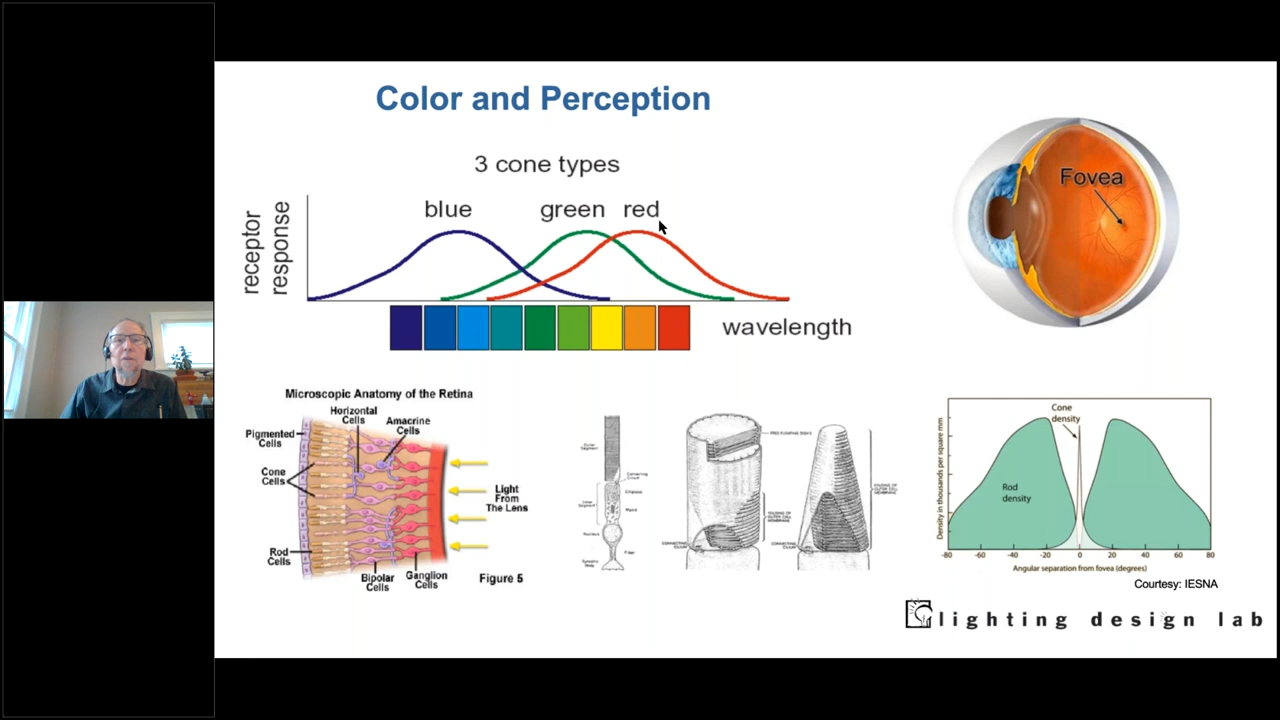 Color and Perception
3 cone types
receptor
response
blue
green
red
wavelength
Fovea
Microscopic Anatomy of the Retina
Horizontal
Cells
Amacrine
Cells
Pigmented
Cells
Cone
Cells
Rod
Cells
Bipolar
Cells
Ganglion
Cells
Light
From
The Lens
Figure 5
Cone
density
Rod
density
Density in thousands per square mm
-80
-60
-40
-20
0
20
40
60
80
Angular separation from fovea (degrees)
Courtesy: IESNA
lighting design lab